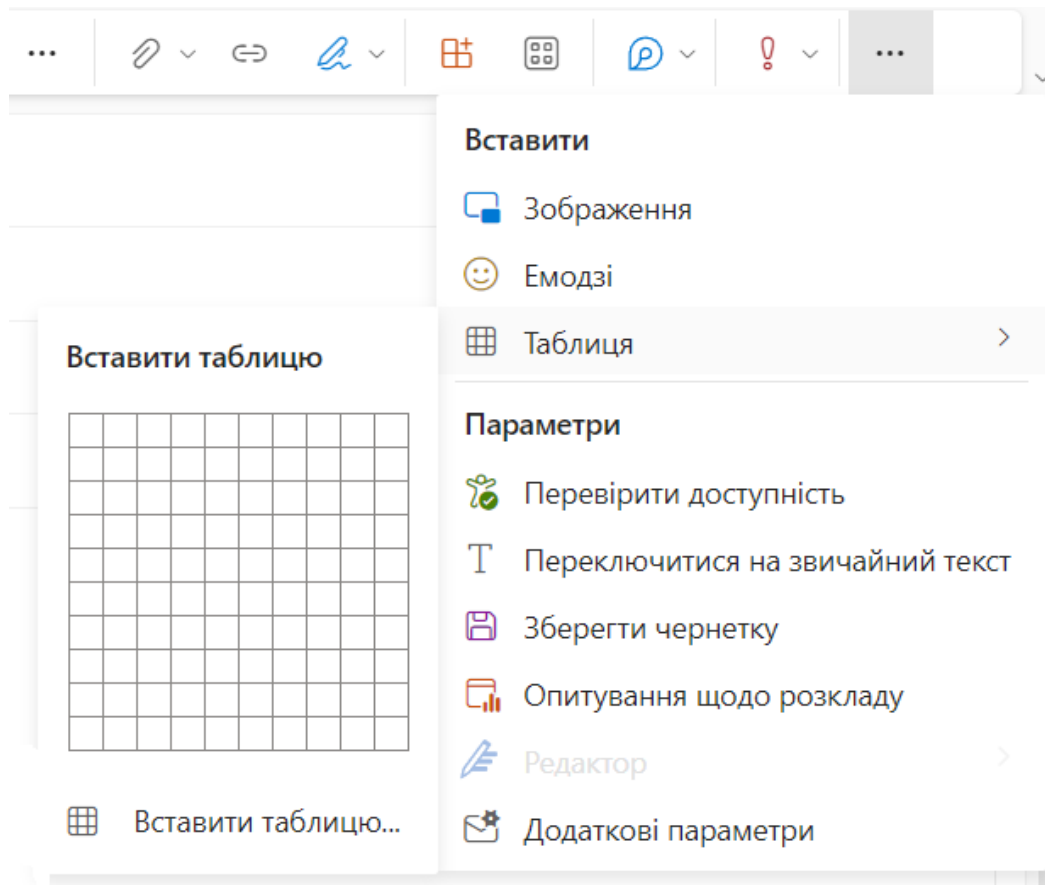 Вставити
Зображення
Емодзі
Таблиця
Вставити таблицю
Вставити таблицю...
Параметри
Перевірити доступність
Переключитися на звичайний текст
Зберегти чернетку
Опитування щодо розкладу
Редактор
Додаткові параметри